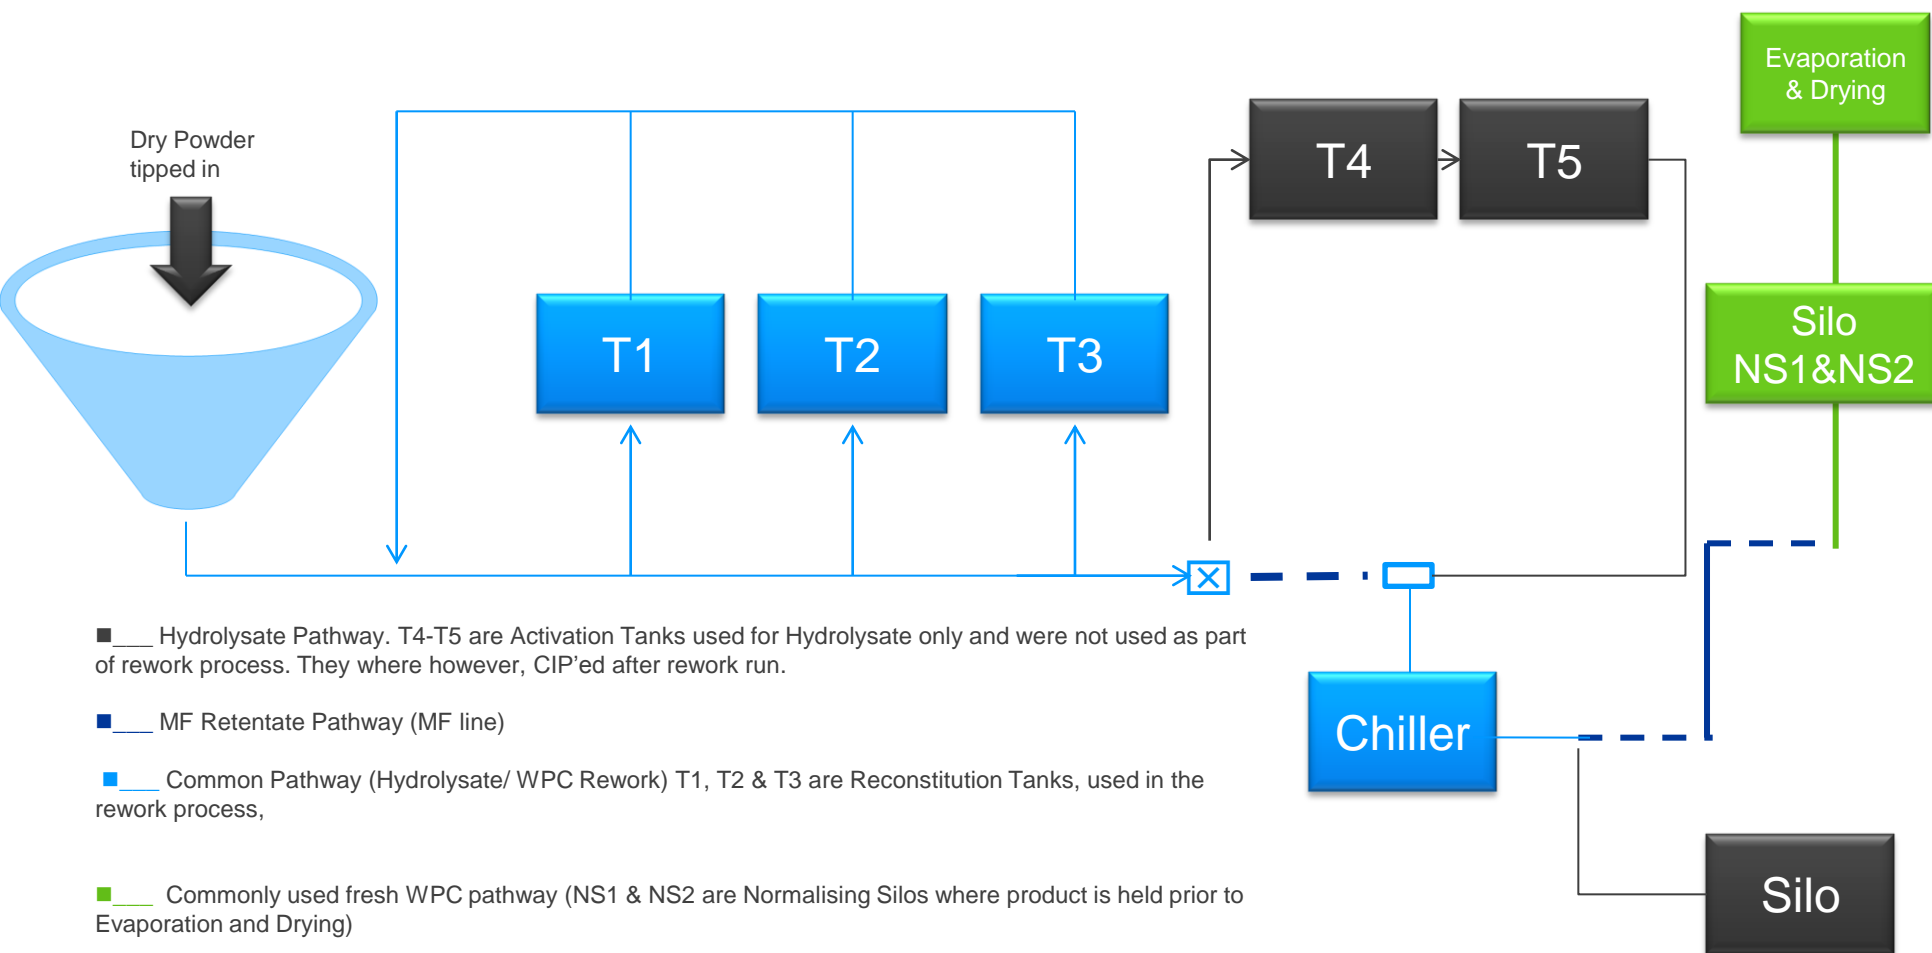 Evaporation
& Drying
Dry Powder
tipped in
T4
T5
T1
T2
T3
Silo
NS1&NS2
___ Hydrolysate Pathway. T4-T5 are Activation Tanks used for Hydrolysate only and were not used as part
of rework process. They where however, CIP’ed after rework run.
___ MF Retentate Pathway (MF line)
Chiller
___ Common Pathway (Hydrolysate/ WPC Rework) T1, T2 & T3 are Reconstitution Tanks, used in the
rework process,
___ Commonly used fresh WPC pathway (NS1 & NS2 are Normalising Silos where product is held prior to
Evaporation and Drying)
Silo